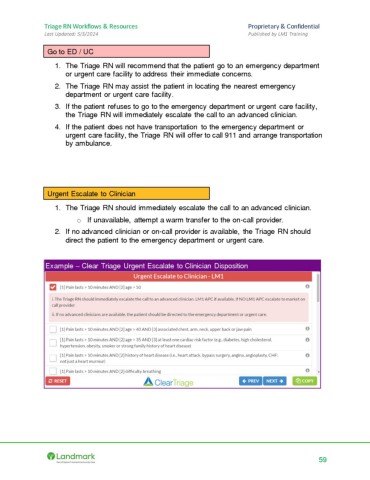 Triage RN Workflows & Resources Proprietary & Confidential
Last Updated: 5/3/2024 Published by LM1 Training
Go to ED / UC
1. The Triage RN will recommend that the patient go to an emergency department
or urgent care facility to address their immediate concerns.
2. The Triage RN may assist the patient in locating the nearest emergency
department or urgent care facility.
3. If the patient refuses to go to the emergency department or urgent care facility,
the Triage RN will immediately escalate the call to an advanced clinician.
4. If the patient does not have transportation to the emergency department or
urgent care facility, the Triage RN will offer to call 911 and arrange transportation
by ambulance.
Urgent Escalate to Clinician
1. The Triage RN should immediately escalate the call to an advanced clinician.
o If unavailable, attempt a warm transfer to the on-call provider.
2. If no advanced clinician or on-call provider is available, the Triage RN should
direct the patient to the emergency department or urgent care.
Example – Clear Triage Urgent Escalate to Clinician Disposition
Urgent Escalate to Clinician - LM1
[1] Pain lasts > 10 minutes AND [2] age > 50
1. The Triage RN should immediately escalate the call to an advanced clinician. LM1 APC if available. If NO LM1 APC escalate to market on
call provider
2. If no advanced clinicians are available, the patient should be directed to the emergency department or urgent care.
[1] Pain lasts > 10 minutes AND [2] age > 40 AND [3] associated chest, arm, neck, upper back or jaw pain
[1] Pain lasts > 10 minutes AND [2] age > 35 AND [3] at least one cardiac risk factor (e.g., diabetes, high cholesterol,
hypertension, obesity, smoker or strong family history of heart disease)
[1] Pain lasts > 10 minutes AND [2] history of heart disease (i.e., heart attack, bypass surgery, angina, angioplasty, CHF;
not just a heart murmur)
[1] Pain lasts > 10 minutes AND [2] difficulty breathing
RESET ClearTriage PREV NEXT COPY
Landmark
59